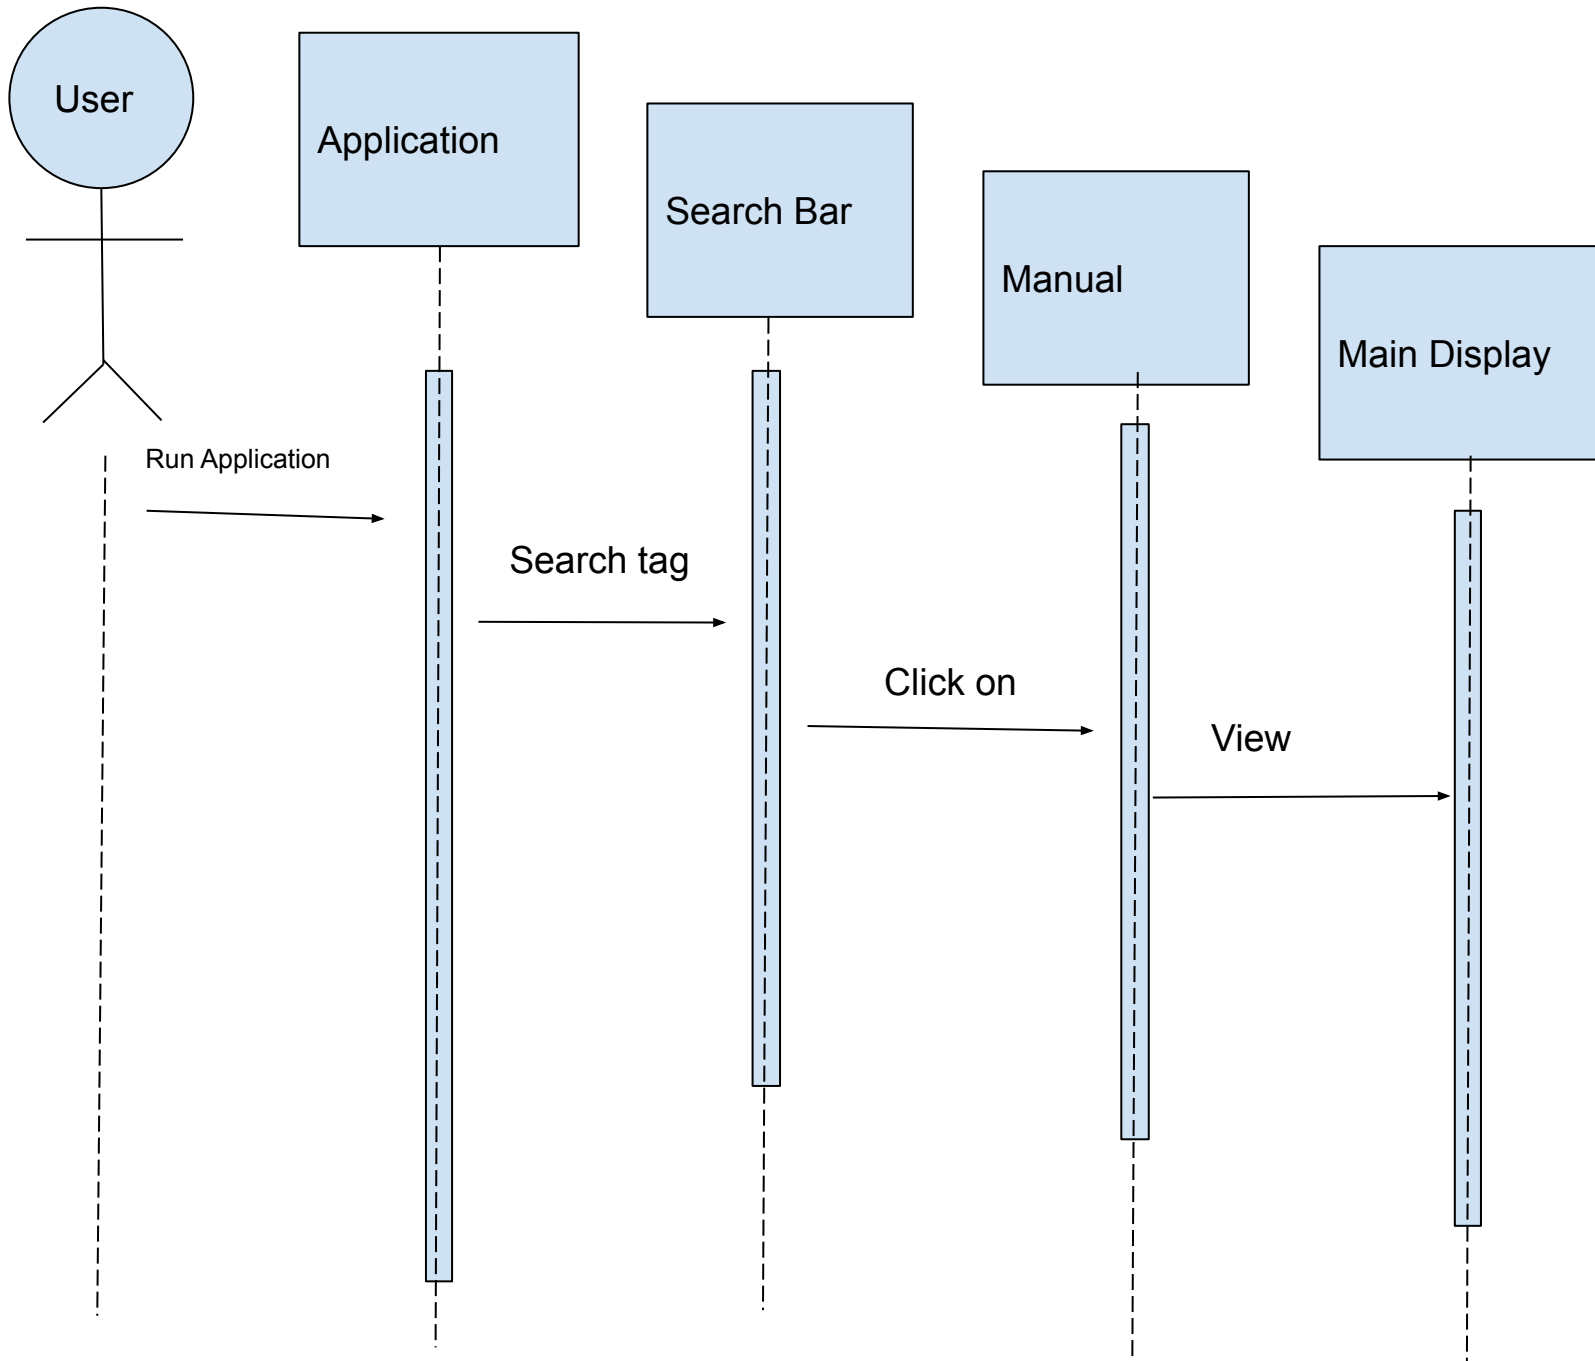 User
Application
Search Bar
Manual
Main Display
Run Application
Search tag
Click on
View